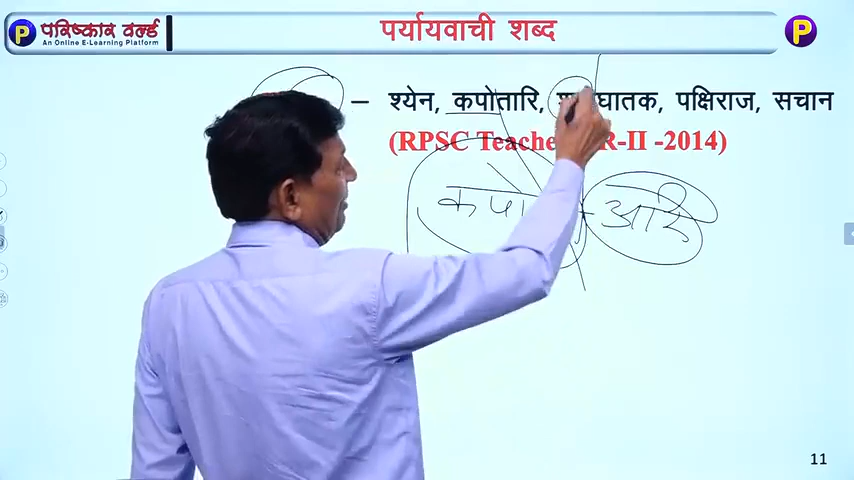 परिष्कार वर्ल्ड
An Online E-Learning Platform
पर्यायवाची शब्द
– श्येन, कपोतारि, घातक, पक्षिराज, सचान
(RPSC Teache R-II -2014)
कपो
अरि
11